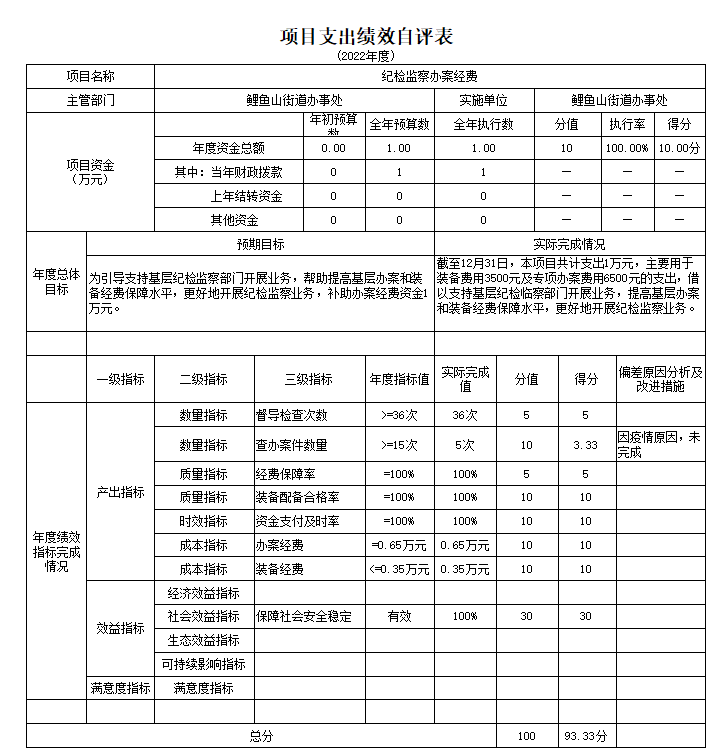 项目支出绩效自评表
(2022年度)
项目名称 纪检监察办案经费
主管部门 鲤鱼山街道办事处 实施单位 鲤鱼山街道办事处
项目资金（万元） 年初预算数 全年预算数 全年执行数 分值 执行率 得分
年度资金总额 0.00 1.00 1.00 10 100.00% 10.00分
其中：当年财政拨款 0 1 1 — — —
上年结转资金 0 0 0 — — —
其他资金 0 0 0 — — —
年度总体目标 预期目标 实际完成情况
为引导支持基层纪检监察部门开展业务，帮助提高基层办案和装
备经费保障水平，更好地开展纪检监察业务，补助办案经费资金1
万元。
截至12月31日，本项目共计支出1万元，主要用于
装备费用3500元及专项办案费用6500元的支出，借
以支持基层纪检临察部门开展业务，提高基层办案
和装备经费保障水平，更好地开展纪检监察业务。
一级指标 二级指标 三级指标 年度指标值 实际完成值 分值 得分 偏差原因分析及改进措施
年度绩效指标完成情况
产出指标 数量指标 督导检查次数 >=36次 36次 5 5
数量指标 查办案件数量 >=15次 5次 10 3.33 因疫情原因，未完成
质量指标 经费保障率 =100% 100% 5 5
质量指标 装备配备合格率 =100% 100% 10 10
时效指标 资金支付及时率 =100% 100% 10 10
成本指标 办案经费 =0.65万元 0.65万元 10 10
成本指标 装备经费 <=0.35万元 0.35万元 10 10
效益指标 经济效益指标
社会效益指标 保障社会安全稳定 有效 100% 30 30
生态效益指标
可持续影响指标
满意度指标 满意度指标
总分 100 93.33分